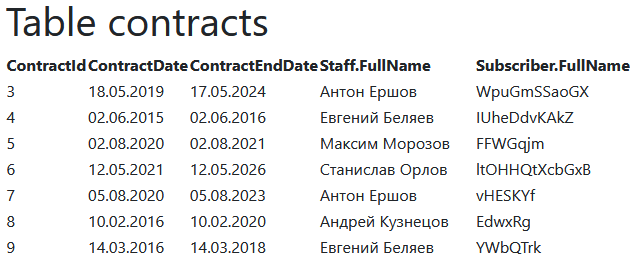 Table contracts
ContractId ContractDate ContractEndDate Staff.FullName Subscriber.FullName
3 18.05.2019 17.05.2024 Антон Ершов WpuGmSSaoGX
4 02.06.2015 02.06.2016 Евгений Беляев IUheDdvKAkZ
5 02.08.2020 02.08.2021 Максим Морозов FFWGqjm
6 12.05.2021 12.05.2026 Станислав Орлов ltOHHQtXcbGxB
7 05.08.2020 05.08.2023 Антон Ершов vHESKYf
8 10.02.2016 10.02.2020 Андрей Кузнецов EdwxRg
9 14.03.2016 14.03.2018 Евгений Беляев YWbQTrk